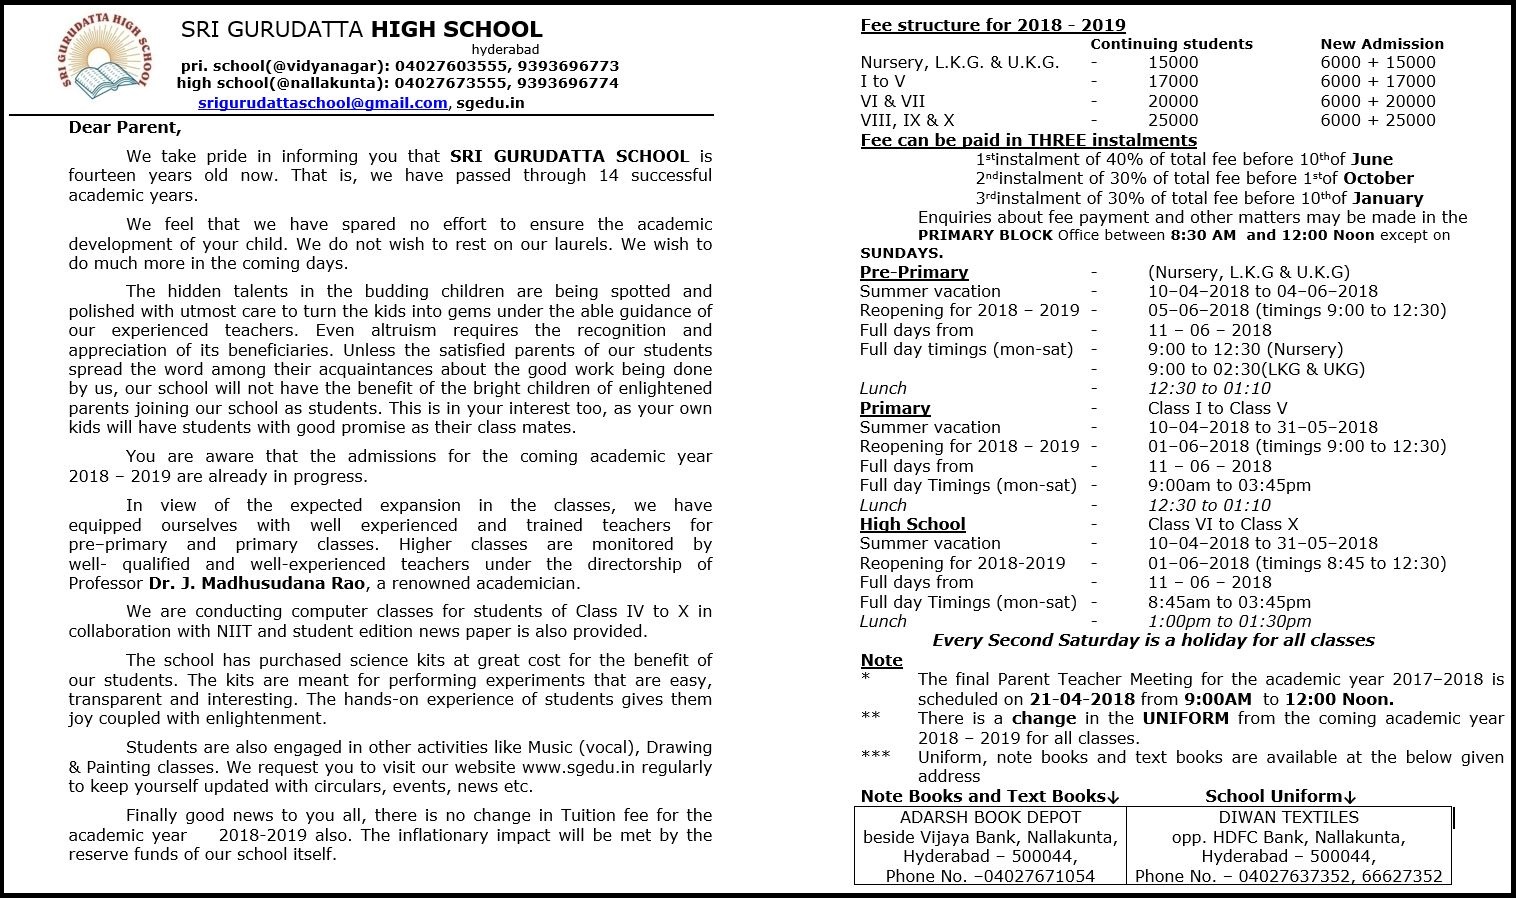 SRI GURUDATTA HIGH SCHOOL
SRI GURUDATTA HIGH SCHOOL
hyderabad
pri. school(@vidyanagar): 04027603555, 9393696773
high school(@nallakunta): 04027673555, 9393696774
srigurudattaschool@gmail.com, sgedu.in
Dear Parent,
We take pride in informing you that SRI GURUDATTA SCHOOL is
fourteen years old now. That is, we have passed through 14 successful
academic years.
We feel that we have spared no effort to ensure the academic
development of your child. We do not wish to rest on our laurels. We wish to
do much more in the coming days.
The hidden talents in the budding children are being spotted and
polished with utmost care to turn the kids into gems under the able guidance of
our experienced teachers. Even altruism requires the recognition and
appreciation of its beneficiaries. Unless the satisfied parents of our students
spread the word among their acquaintances about the good work being done
by us, our school will not have the benefit of the bright children of enlightened
parents joining our school as students. This is in your interest too, as your own
kids will have students with good promise as their class mates.
You are aware that the admissions for the coming academic year
2018 – 2019 are already in progress.
In view of the expected expansion in the classes, we have
equipped ourselves with well experienced and trained teachers for
pre–primary and primary classes. Higher classes are monitored by
well- qualified and well-experienced teachers under the directorship of
Professor Dr. J. Madhusudana Rao, a renowned academician.
We are conducting computer classes for students of Class IV to X in
collaboration with NIIT and student edition news paper is also provided.
The school has purchased science kits at great cost for the benefit of
our students. The kits are meant for performing experiments that are easy,
transparent and interesting. The hands-on experience of students gives them
joy coupled with enlightenment.
Students are also engaged in other activities like Music (vocal), Drawing
& Painting classes. We request you to visit our website www.sgedu.in regularly
to keep yourself updated with circulars, events, news etc.
Finally good news to you all, there is no change in Tuition fee for the
academic year 2018-2019 also. The inflationary impact will be met by the
reserve funds of our school itself.
Fee structure for 2018 - 2019
Continuing students New Admission
Nursery, L.K.G. & U.K.G. - 15000 6000 + 15000
I to V - 17000 6000 + 17000
VI & VII - 20000 6000 + 20000
VIII, IX & X - 25000 6000 + 25000
Fee can be paid in THREE instalments
1st instalment of 40% of total fee before 10th of June
2nd instalment of 30% of total fee before 1st of October
3rd instalment of 30% of total fee before 10th of January
Enquiries about fee payment and other matters may be made in the
PRIMARY BLOCK Office between 8:30 AM and 12:00 Noon except on
SUNDAYS.
Pre-Primary - (Nursery, L.K.G & U.K.G)
Summer vacation - 10–04–2018 to 04–06–2018
Reopening for 2018 – 2019 - 05–06–2018 (timings 9:00 to 12:30)
Full days from - 11 – 06 – 2018
Full day timings (mon-sat) - 9:00 to 12:30 (Nursery)
- 9:00 to 02:30(LKG & UKG)
Lunch - 12:30 to 01:10
Primary - Class I to Class V
Summer vacation - 10–04–2018 to 31–05–2018
Reopening for 2018 – 2019 - 01–06–2018 (timings 9:00 to 12:30)
Full days from - 11 – 06 – 2018
Full day Timings (mon-sat) - 9:00am to 03:45pm
Lunch - 12:30 to 01:10
High School - Class VI to Class X
Summer vacation - 10–04–2018 to 31–05–2018
Reopening for 2018-2019 - 01–06–2018 (timings 8:45 to 12:30)
Full days from - 11 – 06 – 2018
Full day Timings (mon-sat) - 8:45am to 03:45pm
Lunch - 1:00pm to 01:30pm
Every Second Saturday is a holiday for all classes
Note
* The final Parent Teacher Meeting for the academic year 2017–2018 is
scheduled on 21-04-2018 from 9:00AM to 12:00 Noon.
** There is a change in the UNIFORM from the coming academic year
2018 – 2019 for all classes.
*** Uniform, note books and text books are available at the below given
address
Note Books and Text Books↓ School Uniform↓
ADARSH BOOK DEPOT
beside Vijaya Bank, Nallakunta,
Hyderabad – 500044,
Phone No. –04027671054
DIWAN TEXTILES
opp. HDFC Bank, Nallakunta,
Hyderabad – 500044,
Phone No. – 04027637352, 66627352